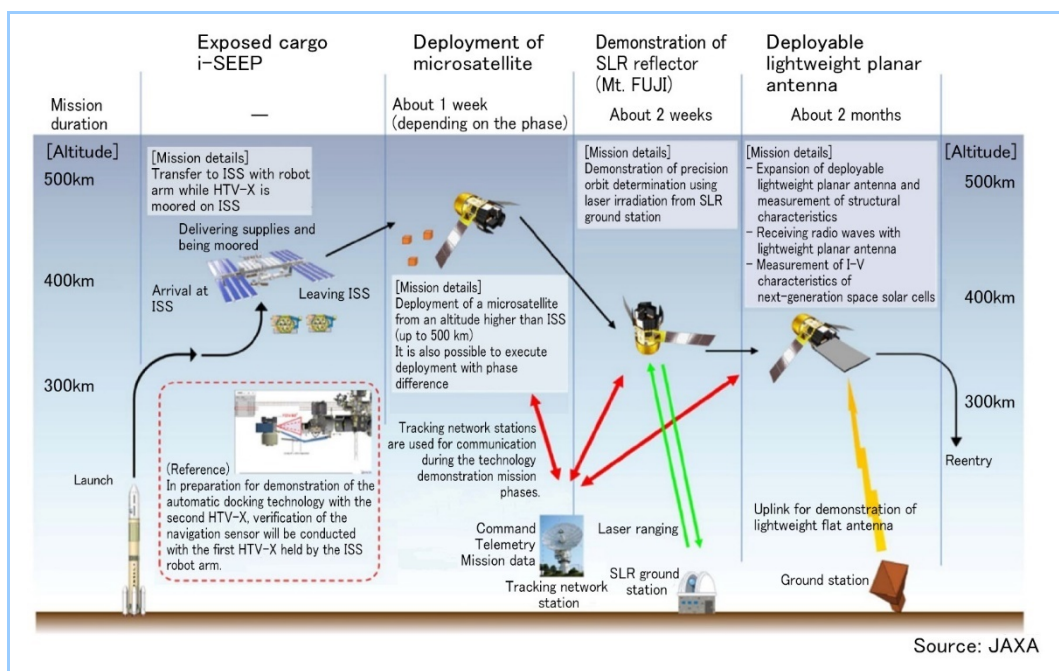 Exposed cargo
i-SEEP
Deployment of
microsatellite
Demonstration of
SLR reflector
(Mt. FUJI)
Deployable
lightweight planar
antenna
Mission
duration
—
About 1 week
(depending on the phase)
About 2 weeks
About 2 months
[Altitude]
500km
400km
300km
[Mission details]
Transfer to ISS with robot
arm while HTV-X is
moored on ISS
Delivering supplies and
being moored
Arrival at
ISS
Leaving ISS
Launch
(Reference)
In preparation for demonstration of the
automatic docking technology with the
second HTV-X, verification of the
navigation sensor will be conducted
with the first HTV-X held by the ISS
robot arm.
[Mission details]
Deployment of a microsatellite
from an altitude higher than ISS
(up to 500 km)
It is also possible to execute
deployment with phase
difference
Tracking network stations
are used for communication
during the technology
demonstration mission
phases.
Command
Telemetry
Mission data
Tracking network
station
[Mission details]
Demonstration of precision
orbit determination using
laser irradiation from SLR
ground station
Laser ranging
SLR ground
station
[Mission details]
- Expansion of deployable
lightweight planar antenna and
measurement of structural
characteristics
- Receiving radio waves with
lightweight planar antenna
- Measurement of I-V
characteristics of
next-generation space solar cells
Uplink for demonstration of
lightweight flat antenna
Ground station
[Altitude]
500km
400km
300km
Reentry
Source: JAXA